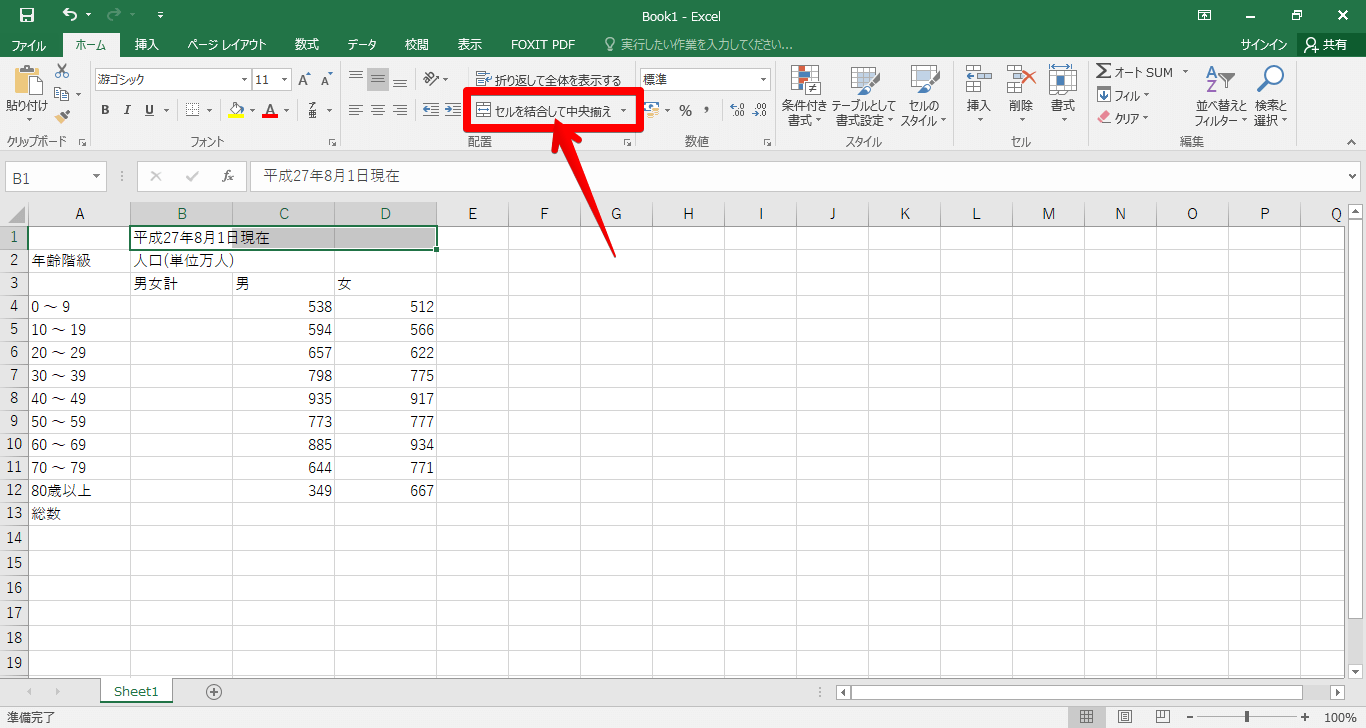 Book1 - Excel
ファイル ホーム 挿入 ページ レイアウト 数式 データ 校閲 表示 FOXIT PDF 実行したい作業を入力してください... サインイン 共有
貼り付け
クリップボード
游ゴシック 11
B I U A 亜
フォント
折り返して全体を表示する
セルを結合して中央揃え
配置
標準
% , .00
数値
条件付き書式 テーブルとして書式設定 セルのスタイル
スタイル
挿入 削除 書式
セル
Σ オート SUM
フィル
クリア
並べ替えとフィルター 検索と選択
編集
B1 fx 平成27年8月1日現在
A B C D E F G H I J K L M N O P Q
1 平成27年8月1日現在
2 年齢階級 人口(単位万人)
3 男女計 男 女
4 0 ～ 9 538 512
5 10 ～ 19 594 566
6 20 ～ 29 657 622
7 30 ～ 39 798 775
8 40 ～ 49 935 917
9 50 ～ 59 773 777
10 60 ～ 69 885 934
11 70 ～ 79 644 771
12 80歳以上 349 667
13 総数
14
15
16
17
18
19
Sheet1
準備完了 100%